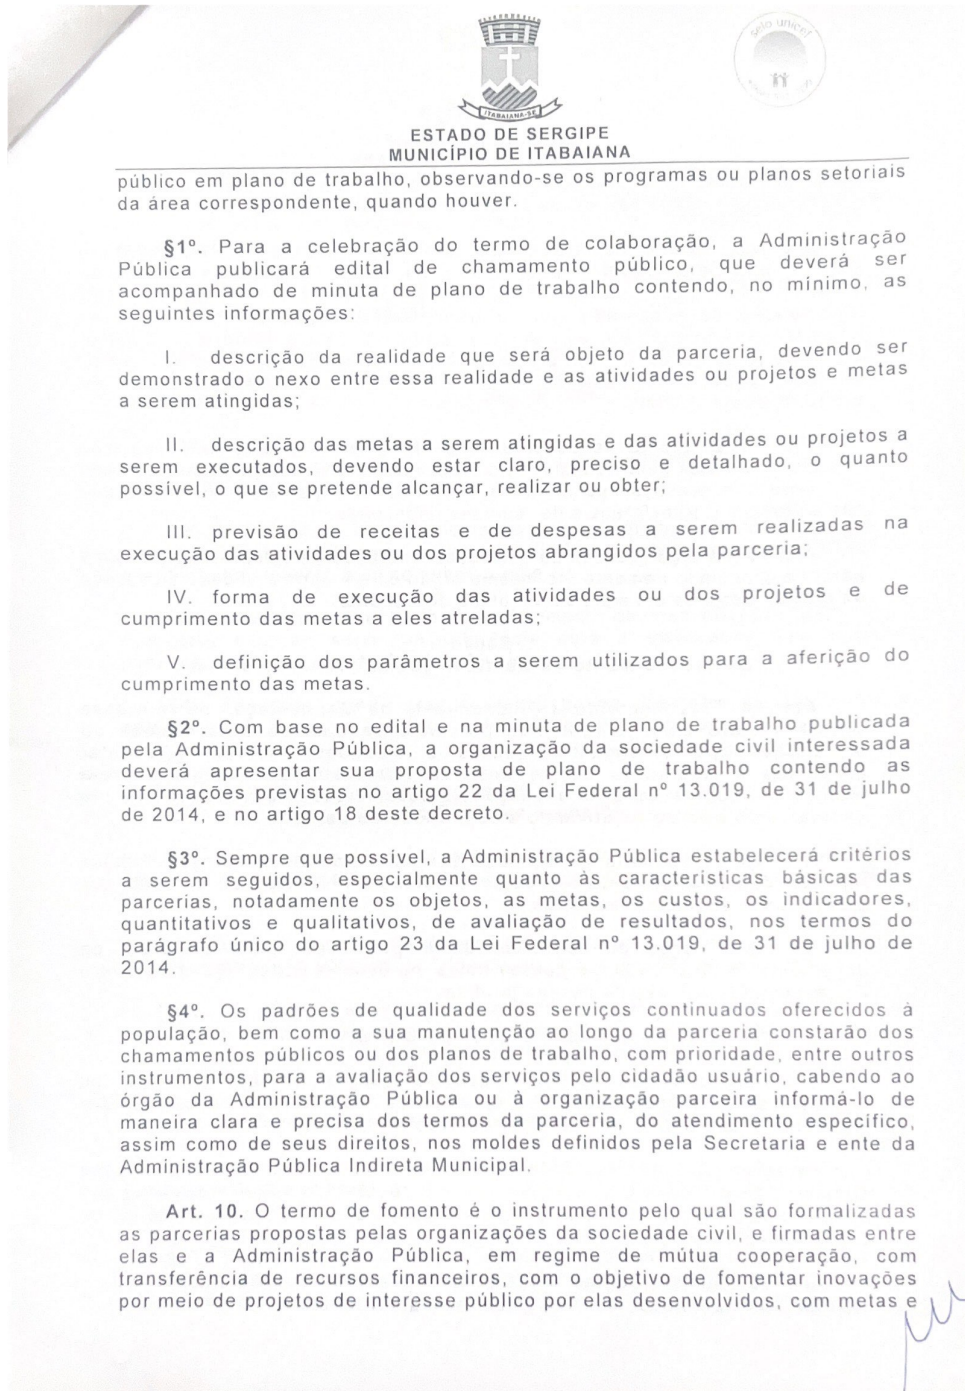 selo unicef
ITABAIANA-SE
ESTADO DE SERGIPE
MUNICÍPIO DE ITABAIANA
público em plano de trabalho, observando-se os programas ou planos setoriais
da área correspondente, quando houver.
§1º. Para a celebração do termo de colaboração, a Administração
Pública publicará edital de chamamento público, que deverá ser
acompanhado de minuta de plano de trabalho contendo, no mínimo, as
seguintes informações:
I. descrição da realidade que será objeto da parceria, devendo ser
demonstrado o nexo entre essa realidade e as atividades ou projetos e metas
a serem atingidas;
II. descrição das metas a serem atingidas e das atividades ou projetos a
serem executados, devendo estar claro, preciso e detalhado, o quanto
possível, o que se pretende alcançar, realizar ou obter;
III. previsão de receitas e de despesas a serem realizadas na
execução das atividades ou dos projetos abrangidos pela parceria;
IV. forma de execução das atividades ou dos projetos e de
cumprimento das metas a eles atreladas;
V. definição dos parâmetros a serem utilizados para a aferição do
cumprimento das metas.
§2º. Com base no edital e na minuta de plano de trabalho publicada
pela Administração Pública, a organização da sociedade civil interessada
deverá apresentar sua proposta de plano de trabalho contendo as
informações previstas no artigo 22 da Lei Federal nº 13.019, de 31 de julho
de 2014, e no artigo 18 deste decreto.
§3º. Sempre que possível, a Administração Pública estabelecerá critérios
a serem seguidos, especialmente quanto às características básicas das
parcerias, notadamente os objetos, as metas, os custos, os indicadores,
quantitativos e qualitativos, de avaliação de resultados, nos termos do
parágrafo único do artigo 23 da Lei Federal nº 13.019, de 31 de julho de
2014.
§4º. Os padrões de qualidade dos serviços continuados oferecidos à
população, bem como a sua manutenção ao longo da parceria constarão dos
chamamentos públicos ou dos planos de trabalho, com prioridade, entre outros
instrumentos, para a avaliação dos serviços pelo cidadão usuário, cabendo ao
órgão da Administração Pública ou à organização parceira informá-lo de
maneira clara e precisa dos termos da parceria, do atendimento específico,
assim como de seus direitos, nos moldes definidos pela Secretaria e ente da
Administração Pública Indireta Municipal.
Art. 10. O termo de fomento é o instrumento pelo qual são formalizadas
as parcerias propostas pelas organizações da sociedade civil, e firmadas entre
elas e a Administração Pública, em regime de mútua cooperação, com
transferência de recursos financeiros, com o objetivo de fomentar inovações
por meio de projetos de interesse público por elas desenvolvidos, com metas e